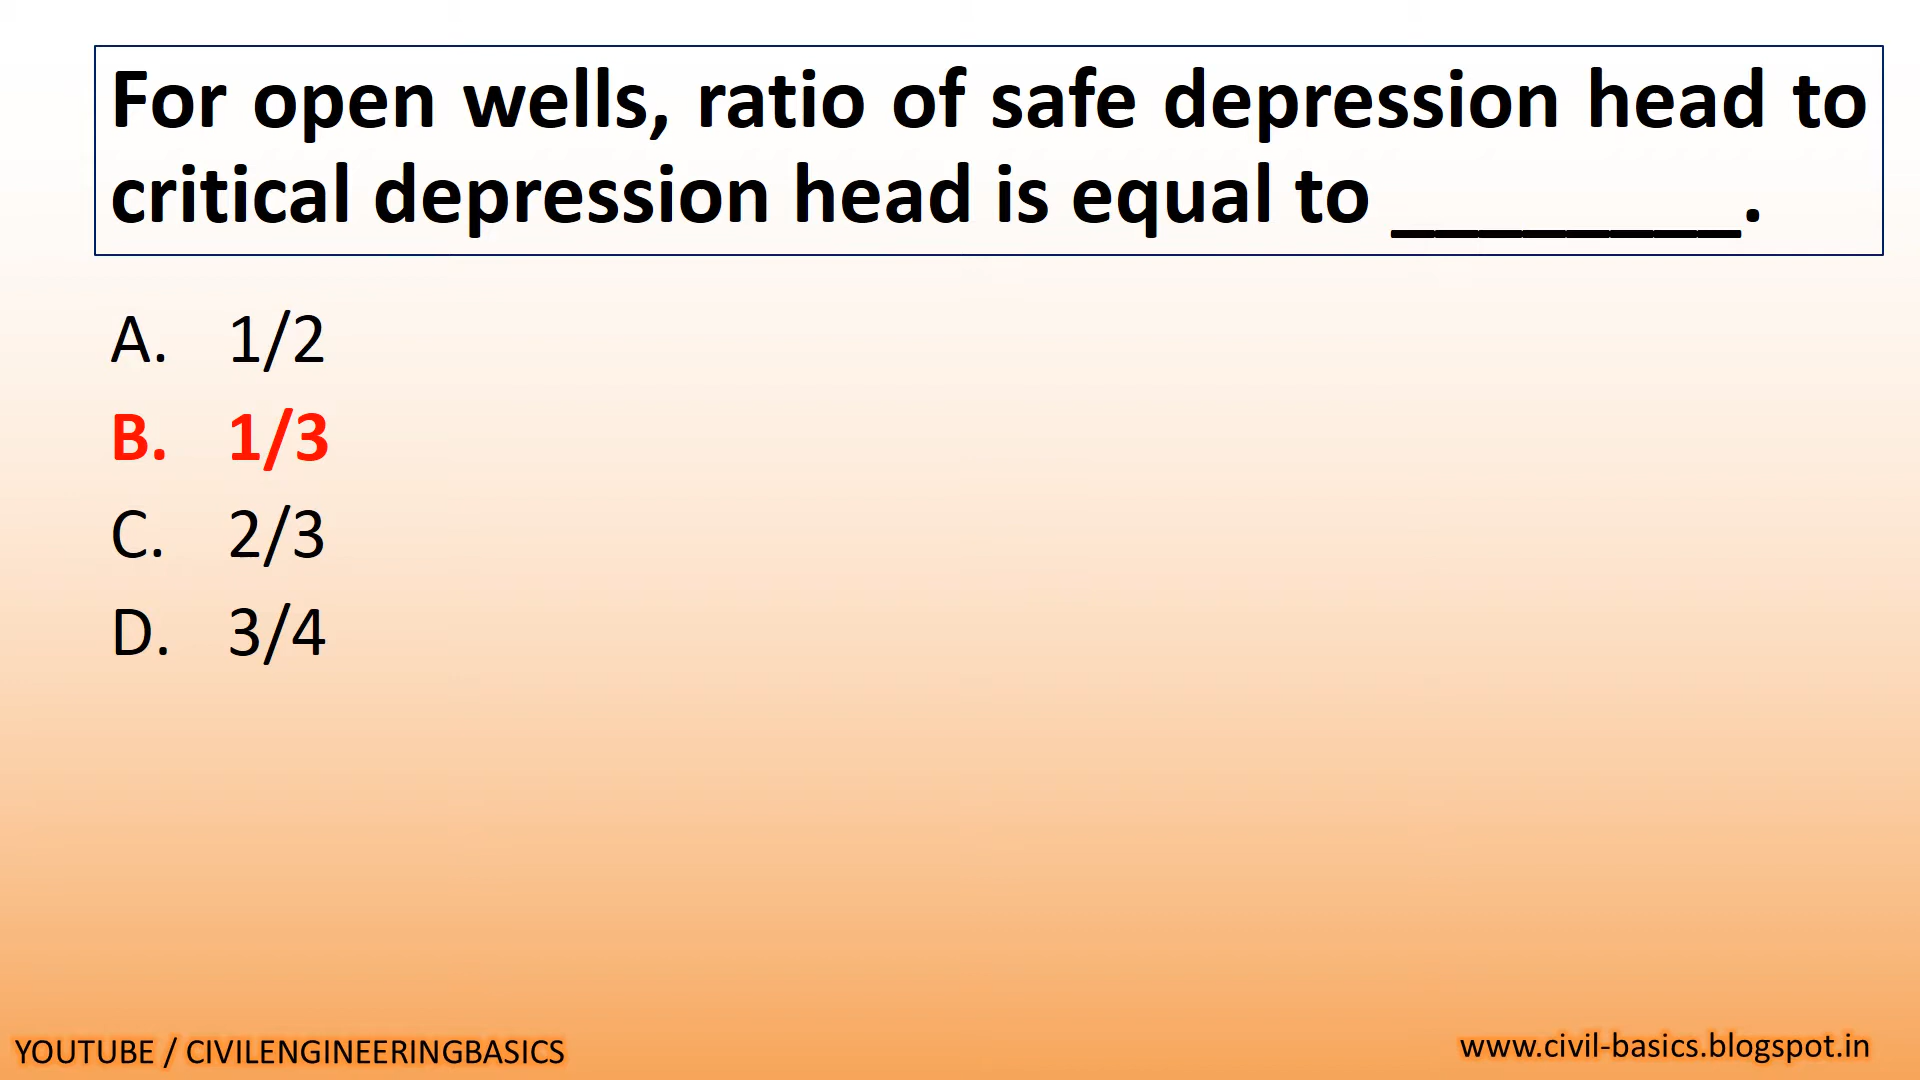 For open wells, ratio of safe depression head to
critical depression head is equal to ________.
A. 1/2
B. 1/3
C. 2/3
D. 3/4
YOUTUBE / CIVILENGINEERINGBASICS
www.civil-basics.blogspot.in